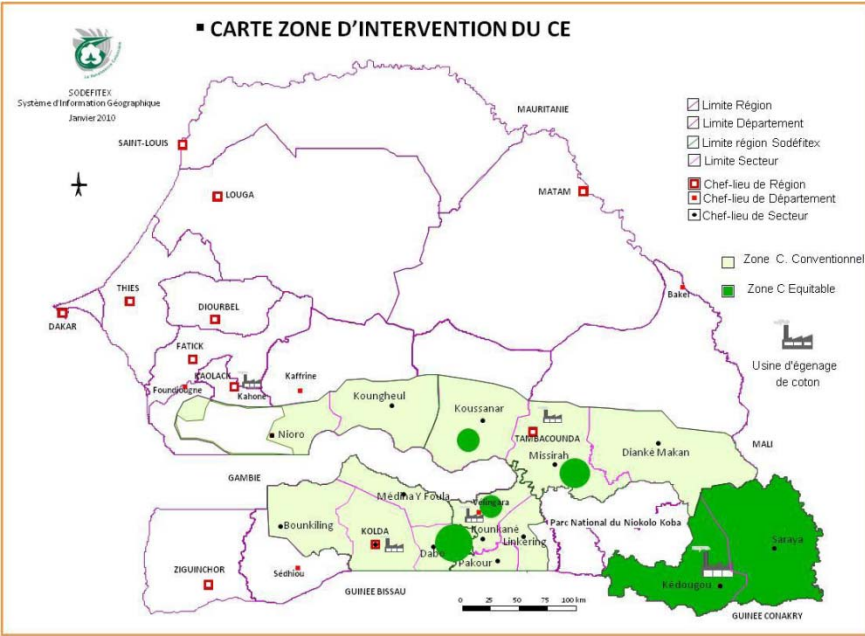 ▪ CARTE ZONE D'INTERVENTION DU CE
SODEFITEX
Système d'Information Géographique
Janvier 2010
MAURITANIE
SAINT-LOUIS
LOUGA
MATAM
Limite Région
Limite Département
Limite région Sodéfitex
Limite Secteur
Chef-lieu de Région
Chef-lieu de Département
Chef-lieu de Secteur
Zone C. Conventionnel
Zone C Equitable
Usine d'égenage
de coton
Bakel
THIES
DIOURBEL
DAKAR
FATICK
KAOLACK
Foundiougne
Kahone
Kaffrine
Koungheul
Koussanar
Nioro
TAMBACOUNDA
Missirah
Dianké Makan
MALI
GAMBIE
Médina Y Foula
Vélingara
Bounkiling
KOLDA
Dabo
Kounkané
Linkéring
Pakour
Parc National du Niokolo Koba
Saraya
Kédougou
ZIGUINCHOR
Sédhiou
GUINEE BISSAU
0 25 50 75 100 km
GUINEE CONAKRY